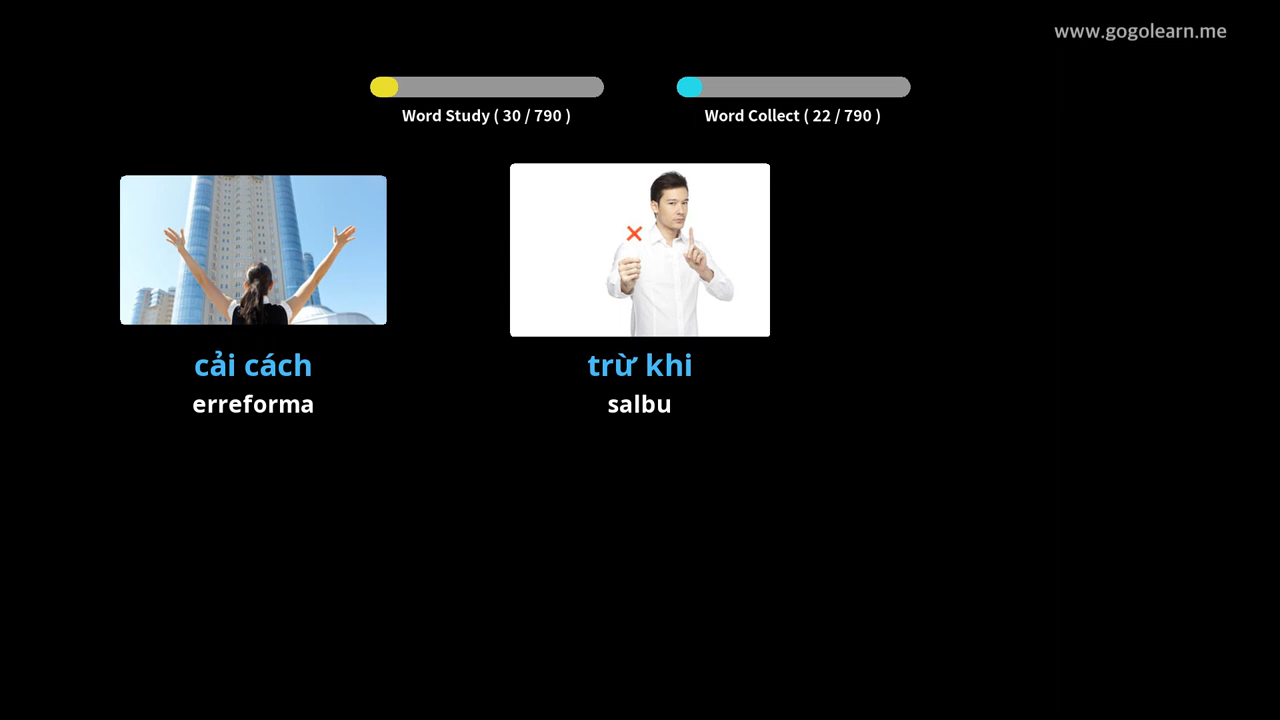 www.gogolearn.me
Word Study ( 30 / 790 )
Word Collect ( 22 / 790 )
cải cách
erreforma
trừ khi
salbu